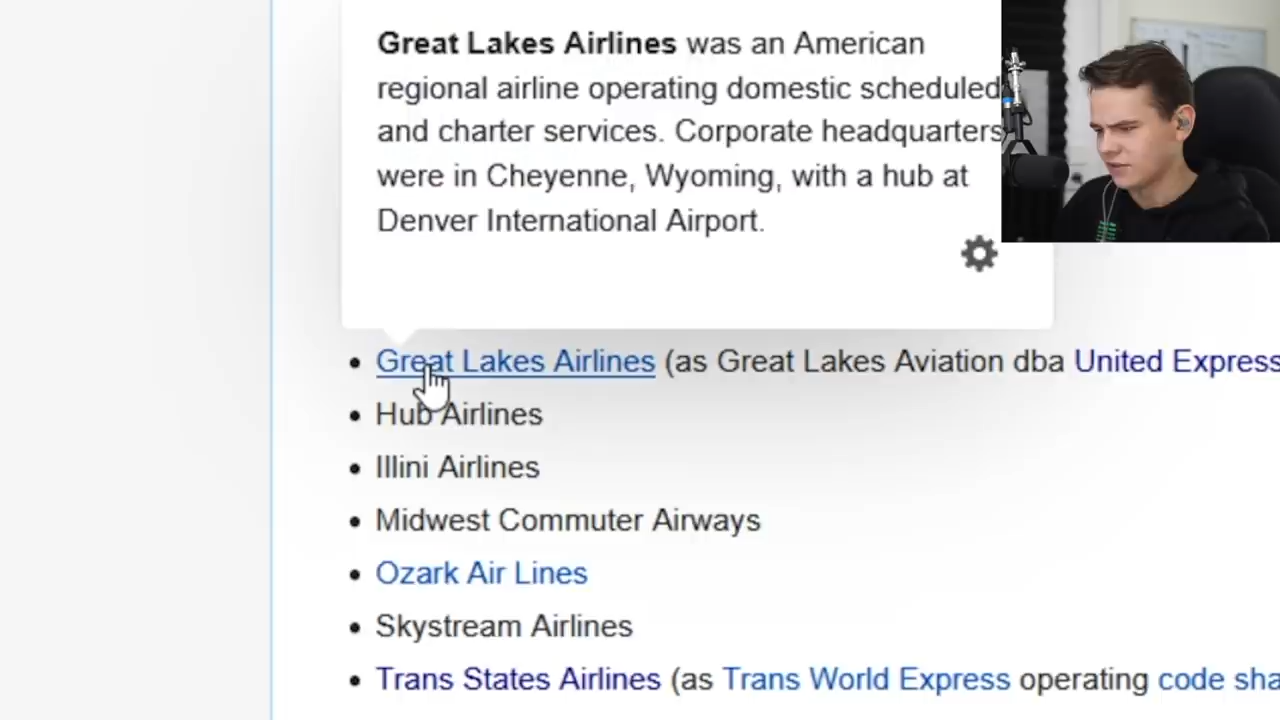 Great Lakes Airlines was an American
regional airline operating domestic scheduled
and charter services. Corporate headquarters
were in Cheyenne, Wyoming, with a hub at
Denver International Airport.
• Great Lakes Airlines (as Great Lakes Aviation dba United Express
• Hub Airlines
• Illini Airlines
• Midwest Commuter Airways
• Ozark Air Lines
• Skystream Airlines
• Trans States Airlines (as Trans World Express operating code sha